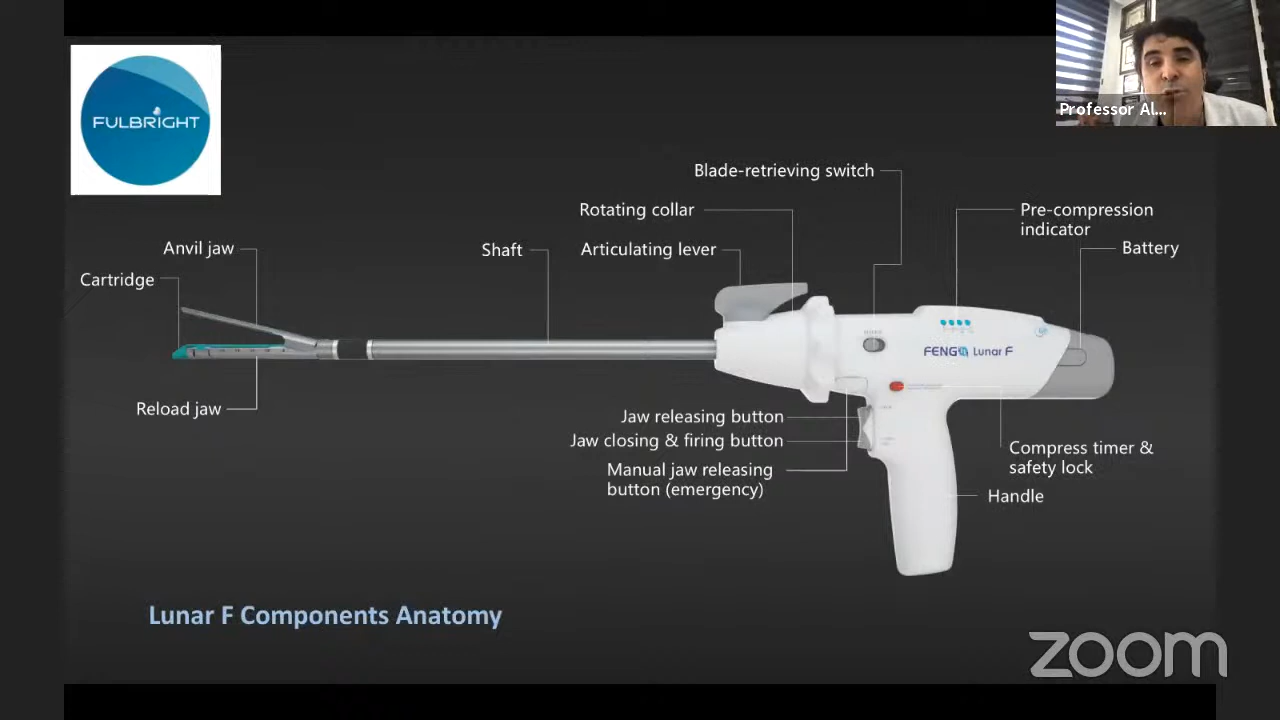 FULBRIGHT
Professor Al...
Blade-retrieving switch
Rotating collar
Pre-compression
indicator
Anvil jaw
Shaft
Articulating lever
Battery
Cartridge
FENGH Lunar F
Reload jaw
Jaw releasing button
Jaw closing & firing button
Manual jaw releasing
button (emergency)
Compress timer &
safety lock
Handle
Lunar F Components Anatomy
zoom